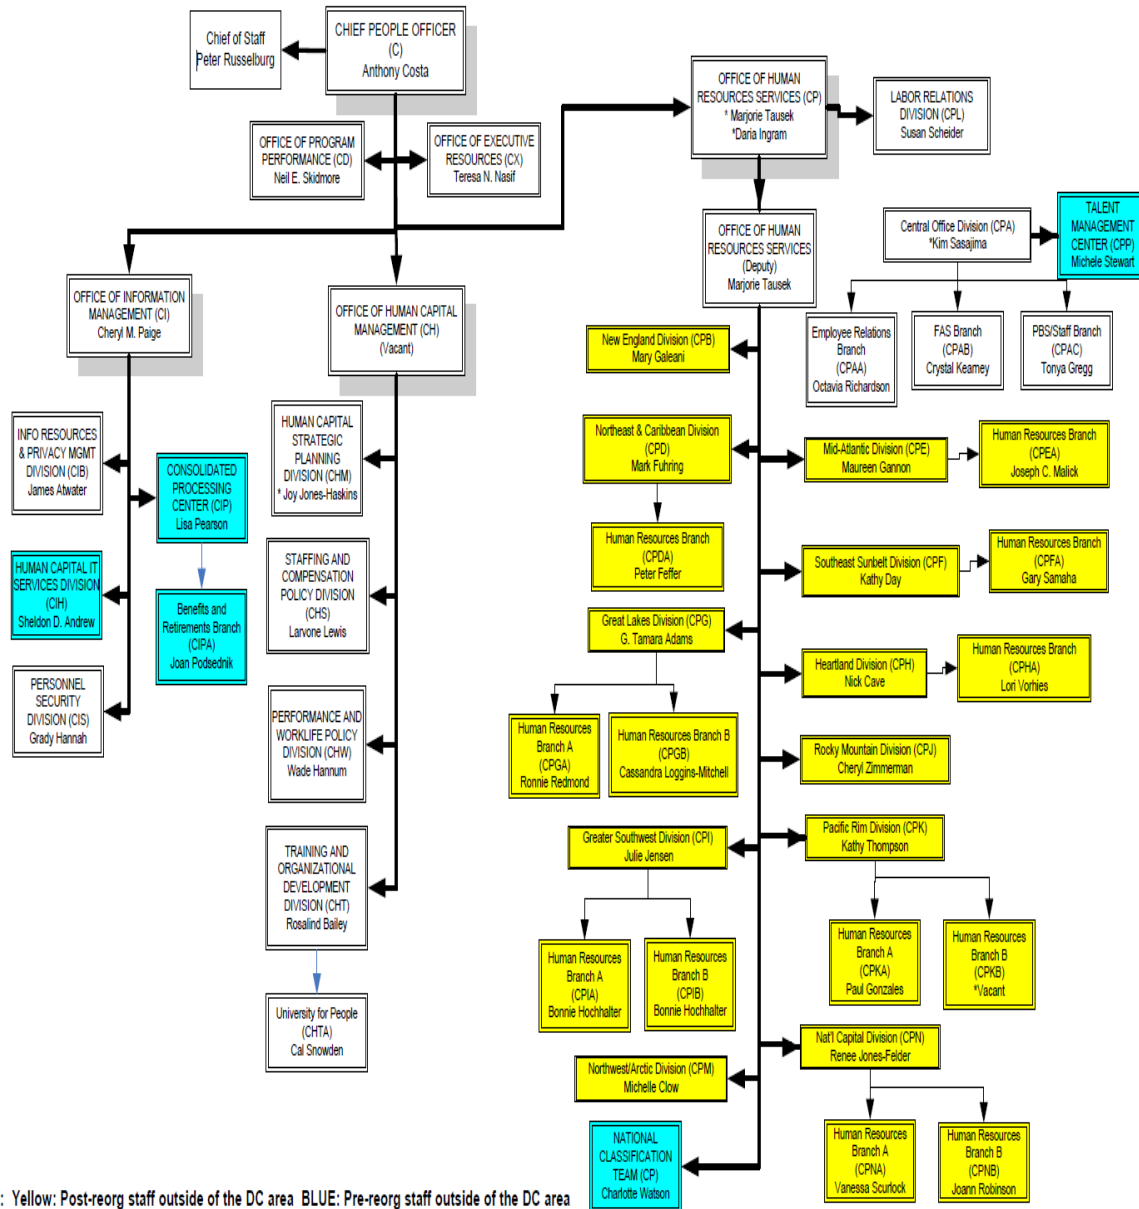 Chief of Staff
Peter Russelburg
CHIEF PEOPLE OFFICER
(C)
Anthony Costa
OFFICE OF HUMAN
RESOURCES SERVICES (CP)
* Marjorie Tausek
*Daria Ingram
LABOR RELATIONS
DIVISION (CPL)
Susan Scheider
OFFICE OF PROGRAM
PERFORMANCE (CD)
Neil E. Skidmore
OFFICE OF EXECUTIVE
RESOURCES (CX)
Teresa N. Nasif
OFFICE OF HUMAN
RESOURCES SERVICES
(Deputy)
Marjorie Tausek
Central Office Division (CPA)
*Kim Sasajima
TALENT
MANAGEMENT
CENTER (CPP)
Michele Stewart
OFFICE OF INFORMATION
MANAGEMENT (CI)
Cheryl M. Paige
OFFICE OF HUMAN CAPITAL
MANAGEMENT (CH)
(Vacant)
New England Division (CPB)
Mary Galeani
Employee Relations
Branch
(CPAA)
Octavia Richardson
FAS Branch
(CPAB)
Crystal Kearney
PBS/Staff Branch
(CPAC)
Tonya Gregg
INFO RESOURCES
& PRIVACY MGMT
DIVISION (CIB)
James Atwater
CONSOLIDATED
PROCESSING
CENTER (CIP)
Lisa Pearson
HUMAN CAPITAL
STRATEGIC
PLANNING
DIVISION (CHM)
* Joy Jones-Haskins
Northeast & Caribbean Division
(CPD)
Mark Fuhring
Mid-Atlantic Division (CPE)
Maureen Gannon
Human Resources Branch
(CPEA)
Joseph C. Malick
Human Resources Branch
(CPDA)
Peter Feffer
Southeast Sunbelt Division (CPF)
Kathy Day
Human Resources Branch
(CPFA)
Gary Samaha
HUMAN CAPITAL IT
SERVICES DIVISION
(CIH)
Sheldon D. Andrew
Benefits and
Retirements Branch
(CIPA)
Joan Podsednik
STAFFING AND
COMPENSATION
POLICY DIVISION
(CHS)
Larvone Lewis
Great Lakes Division (CPG)
G. Tamara Adams
Heartland Division (CPH)
Nick Cave
Human Resources Branch
(CPHA)
Lori Vorhies
PERSONNEL
SECURITY
DIVISION (CIS)
Grady Hannah
PERFORMANCE AND
WORKLIFE POLICY
DIVISION (CHW)
Wade Hannum
Human Resources
Branch A
(CPGA)
Ronnie Redmond
Human Resources Branch B
(CPGB)
Cassandra Loggins-Mitchell
Rocky Mountain Division (CPJ)
Cheryl Zimmerman
TRAINING AND
ORGANIZATIONAL
DEVELOPMENT
DIVISION (CHT)
Rosalind Bailey
Greater Southwest Division (CPI)
Julie Jensen
Pacific Rim Division (CPK)
Kathy Thompson
Human Resources
Branch A
(CPIA)
Bonnie Hochhalter
Human Resources
Branch B
(CPIB)
Bonnie Hochhalter
Human Resources
Branch A
(CPKA)
Paul Gonzales
Human Resources
Branch B
(CPKB)
*Vacant
University for People
(CHTA)
Cal Snowden
Northwest/Arctic Division (CPM)
Michelle Clow
Nat'l Capital Division (CPN)
Renee Jones-Felder
NATIONAL
CLASSIFICATION
TEAM (CP)
Charlotte Watson
Human Resources
Branch A
(CPNA)
Vanessa Scurlock
Human Resources
Branch B
(CPNB)
Joann Robinson
: Yellow: Post-reorg staff outside of the DC area BLUE: Pre-reorg staff outside of the DC area